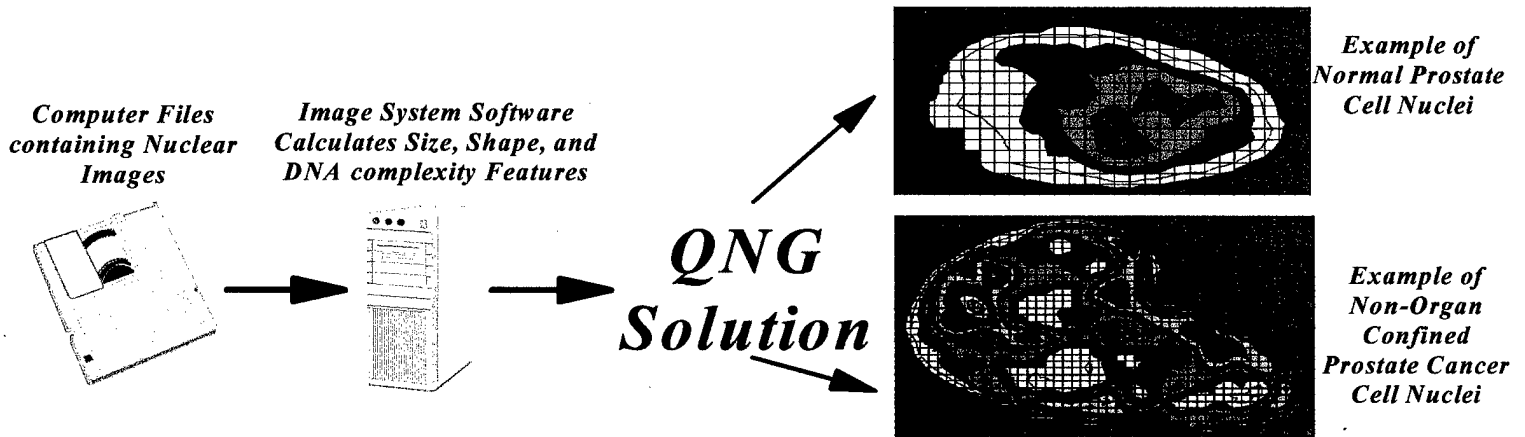 Computer Files
containing Nuclear
Images
Image System Software
Calculates Size, Shape, and
DNA complexity Features
QNG
Solution
Example of
Normal Prostate
Cell Nuclei
Example of
Non-Organ
Confined
Prostate Cancer
Cell Nuclei